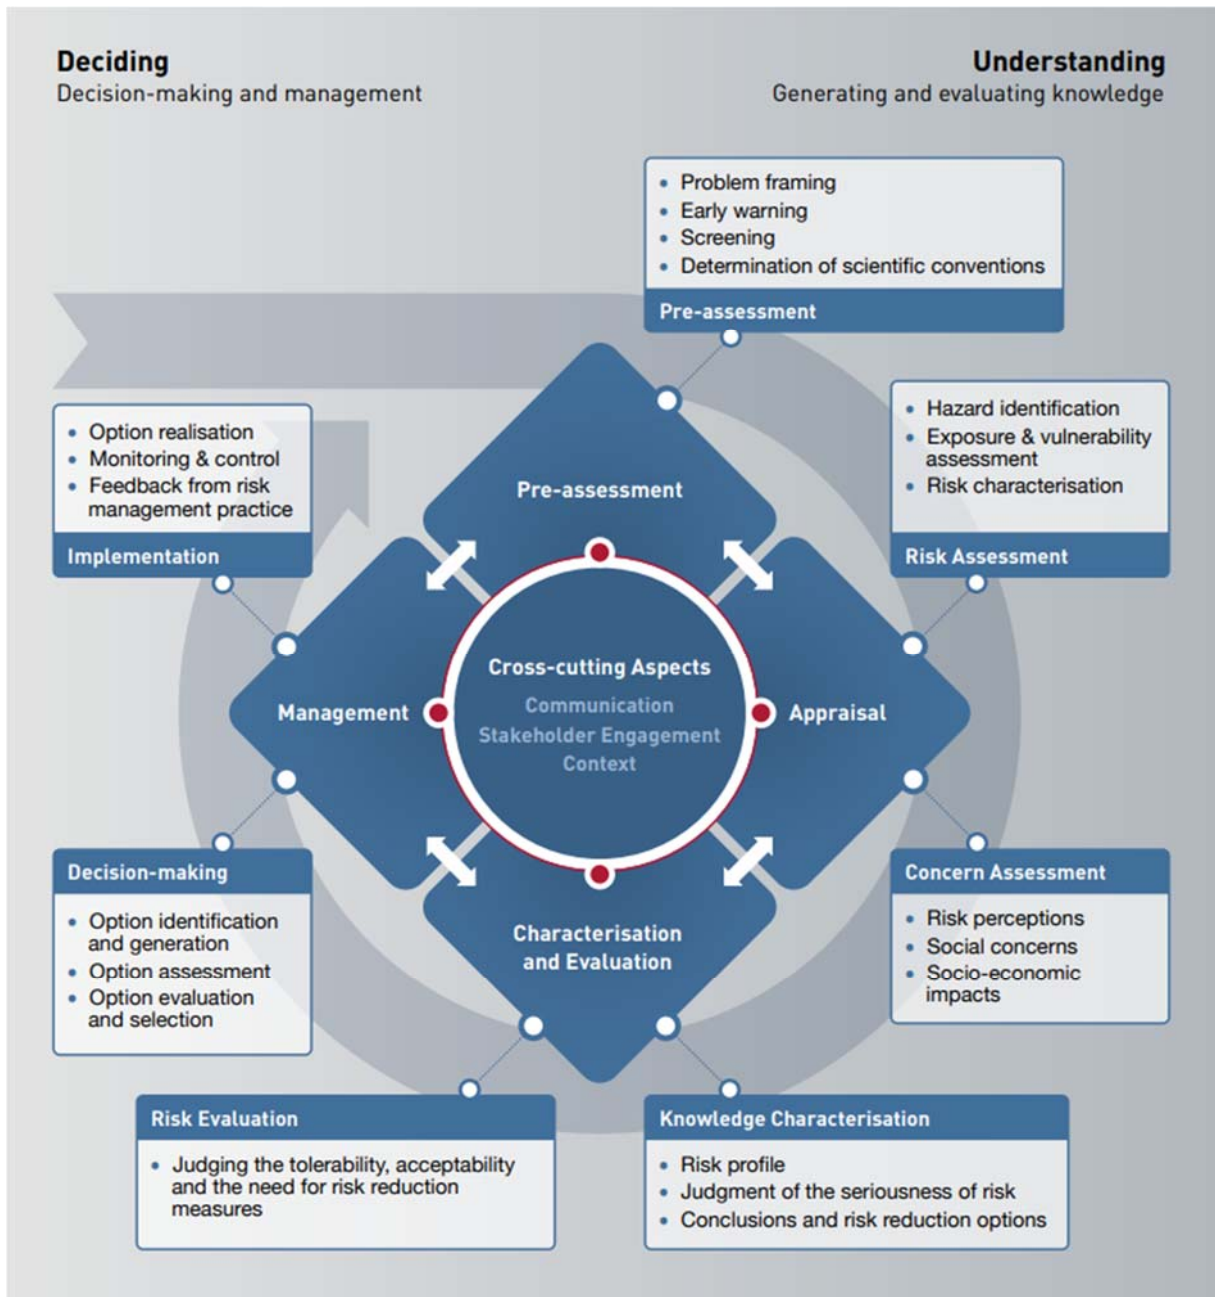 Deciding
Decision-making and management
Understanding
Generating and evaluating knowledge
• Problem framing
• Early warning
• Screening
• Determination of scientific conventions
Pre-assessment
• Option realisation
• Monitoring & control
• Feedback from risk
management practice
Implementation
• Hazard identification
• Exposure & vulnerability
assessment
• Risk characterisation
Risk Assessment
Pre-assessment
Cross-cutting Aspects
Communication
Stakeholder Engagement
Context
Management
Appraisal
Characterisation
and Evaluation
Decision-making
• Option identification
and generation
• Option assessment
• Option evaluation
and selection
Concern Assessment
• Risk perceptions
• Social concerns
• Socio-economic
impacts
Risk Evaluation
• Judging the tolerability, acceptability
and the need for risk reduction
measures
Knowledge Characterisation
• Risk profile
• Judgment of the seriousness of risk
• Conclusions and risk reduction options